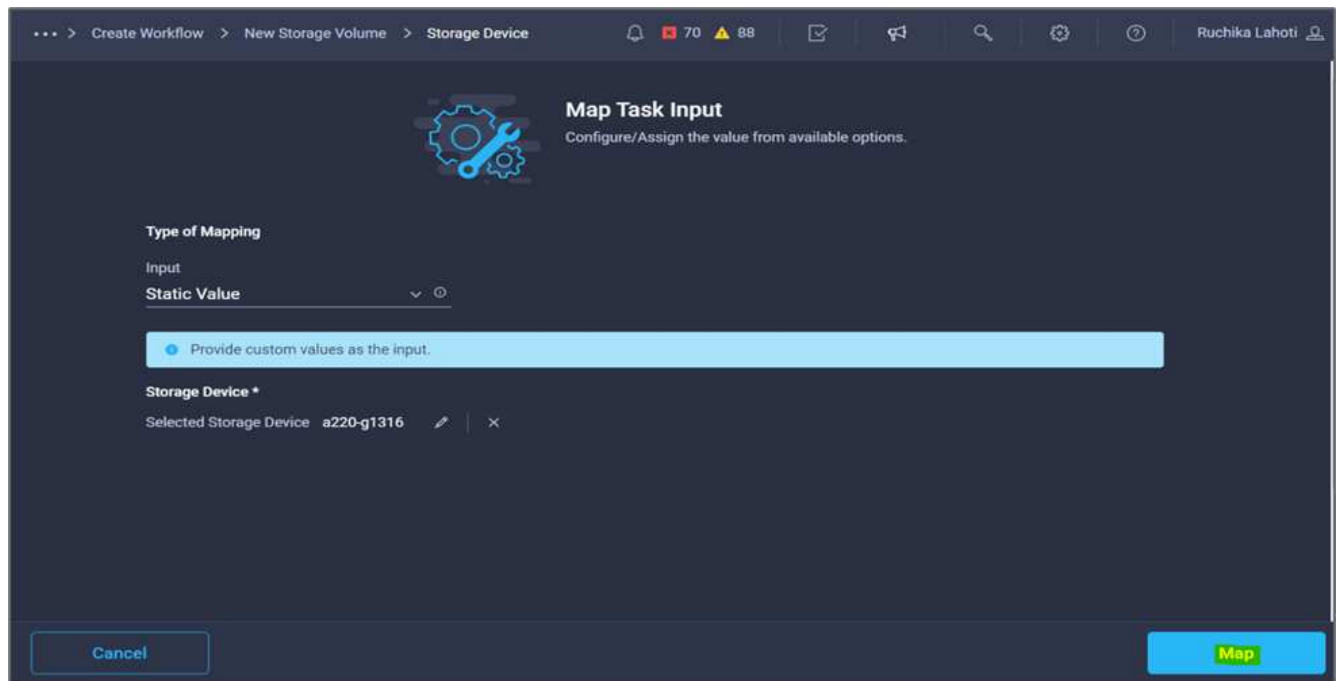 ••• > Create Workflow > New Storage Volume > Storage Device 70 88 Ruchika Lahoti
Map Task Input
Configure/Assign the value from available options.
Type of Mapping
Input
Static Value
Provide custom values as the input.
Storage Device *
Selected Storage Device a220-g1316
Cancel Map